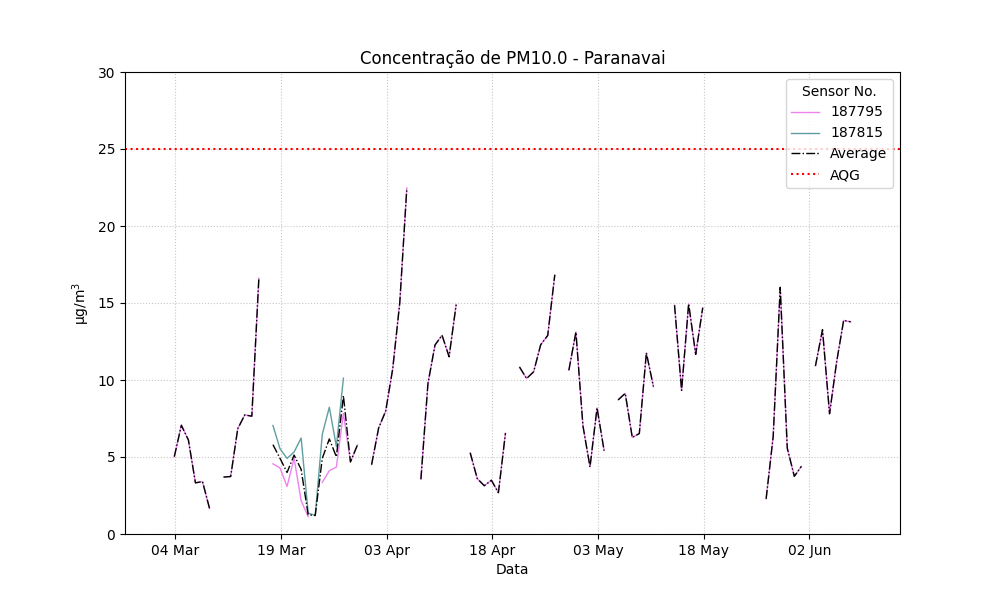 Concentração de PM10.0 - Paranavai
30
25
20
15
10
5
0
µg/m³
Sensor No.
187795
187815
Average
AQG
04 Mar
19 Mar
03 Apr
18 Apr
03 May
18 May
02 Jun
Data